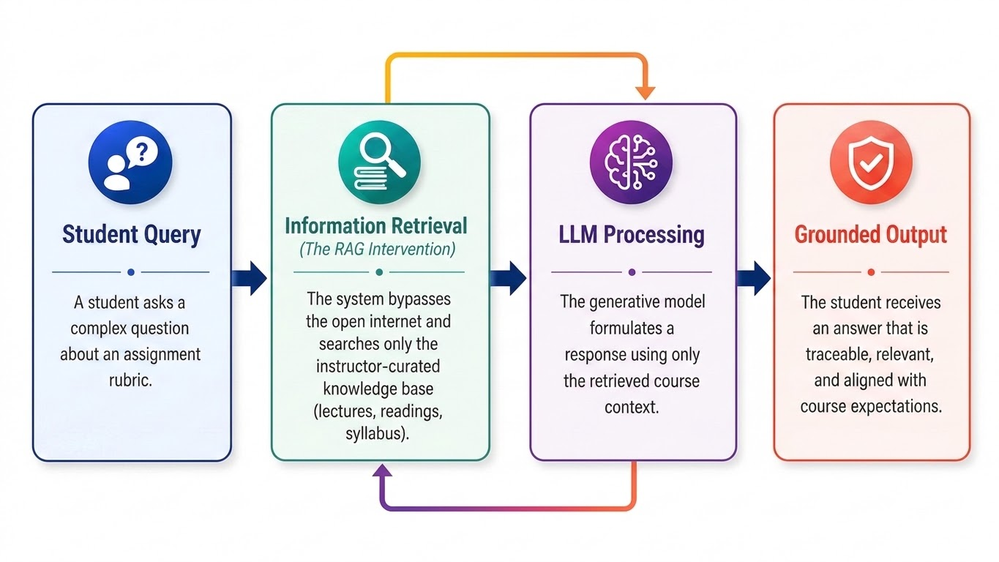 ?
Student Query
A student asks a
complex question
about an assignment
rubric.
Information Retrieval
(The RAG Intervention)
The system bypasses
the open internet and
searches only the
instructor-curated
knowledge base
(lectures, readings,
syllabus).
LLM Processing
The generative model
formulates a
response using only
the retrieved course
context.
Grounded Output
The student receives
an answer that is
traceable, relevant,
and aligned with
course expectations.